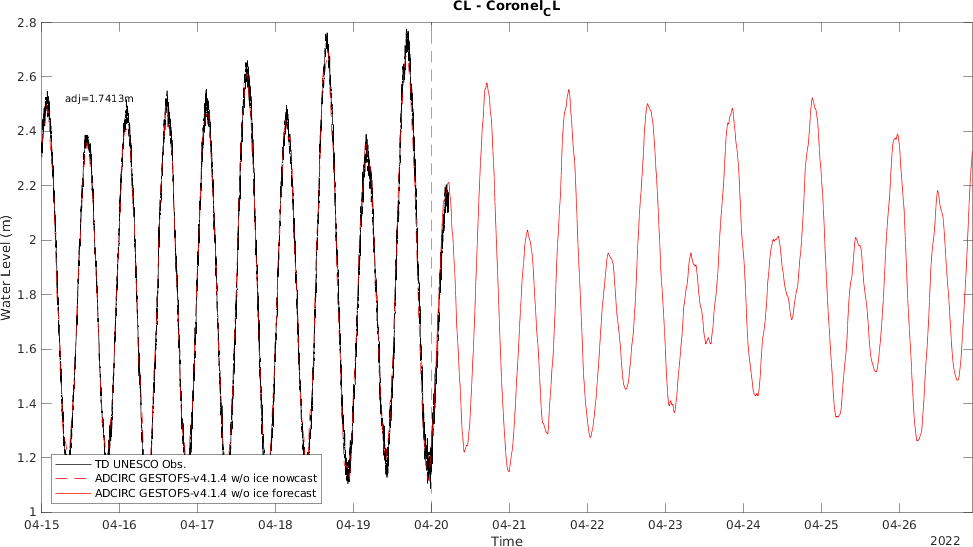 CL - Coronel_CL
2.8
2.6
2.4
2.2
2
1.8
1.6
1.4
1.2
1
Water Level (m)
adj=1.7413m
TD UNESCO Obs.
ADCIRC GESTOFS-v4.1.4 w/o ice nowcast
ADCIRC GESTOFS-v4.1.4 w/o ice forecast
04-15 04-16 04-17 04-18 04-19 04-20 04-21 04-22 04-23 04-24 04-25 04-26
Time
2022